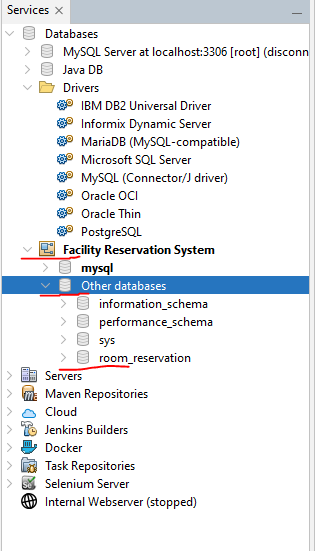 Services ×
Databases
MySQL Server at localhost:3306 [root] (disconn
Java DB
Drivers
IBM DB2 Universal Driver
Informix Dynamic Server
MariaDB (MySQL-compatible)
Microsoft SQL Server
MySQL (Connector/J driver)
Oracle OCI
Oracle Thin
PostgreSQL
Facility Reservation System
mysql
Other databases
information_schema
performance_schema
sys
room_reservation
Servers
Maven Repositories
Cloud
Jenkins Builders
Docker
Task Repositories
Selenium Server
Internal Webserver (stopped)